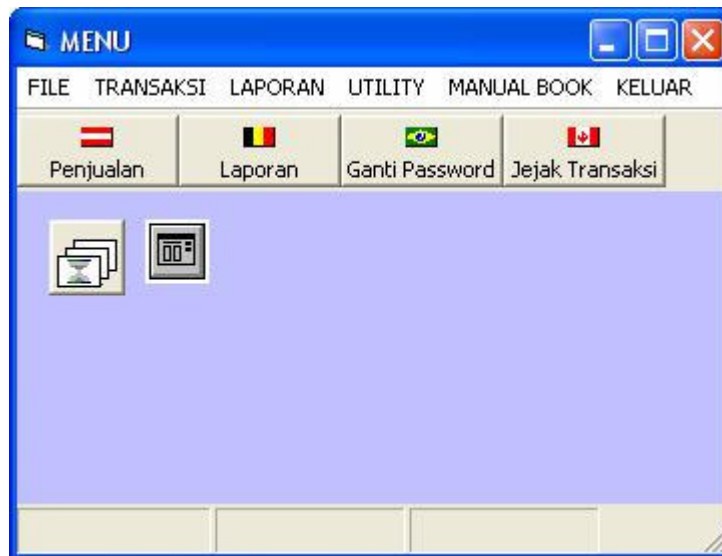 MENU
FILE TRANSAKSI LAPORAN UTILITY MANUAL BOOK KELUAR
Penjualan Laporan Ganti Password Jejak Transaksi